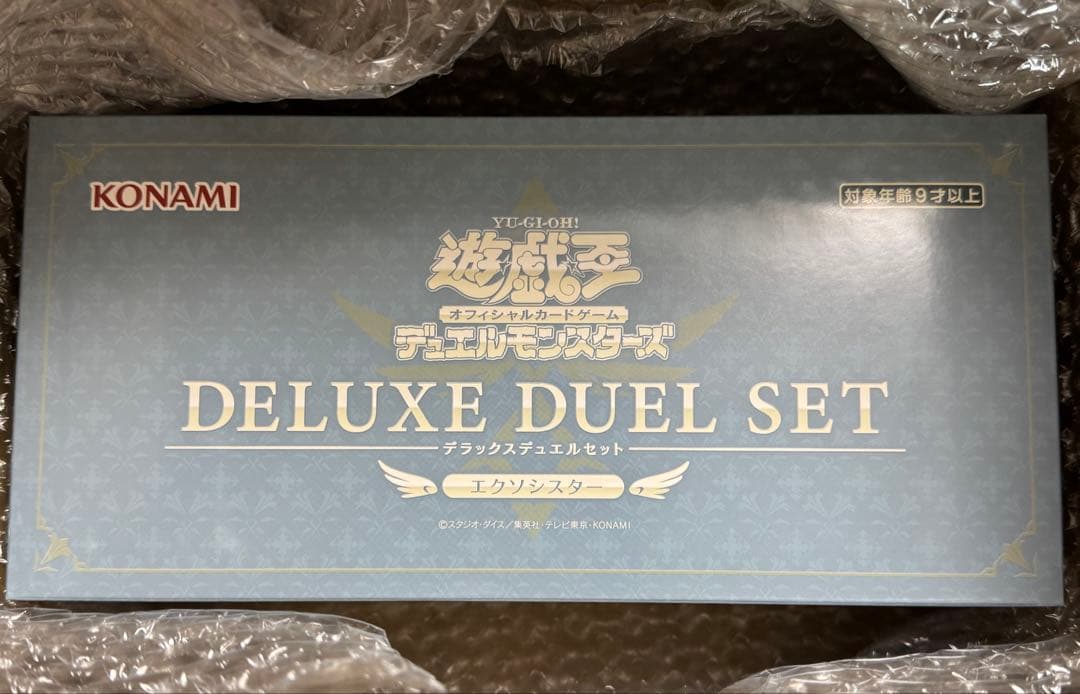 KONAMI
対象年齢9才以上
YU-GI-OH!
遊☆戯☆王
オフィシャルカードゲーム
デュエルモンスターズ
DELUXE DUEL SET
デラックスデュエルセット
エクソシスター
©スタジオ・ダイス/集英社・テレビ東京・KONAMI